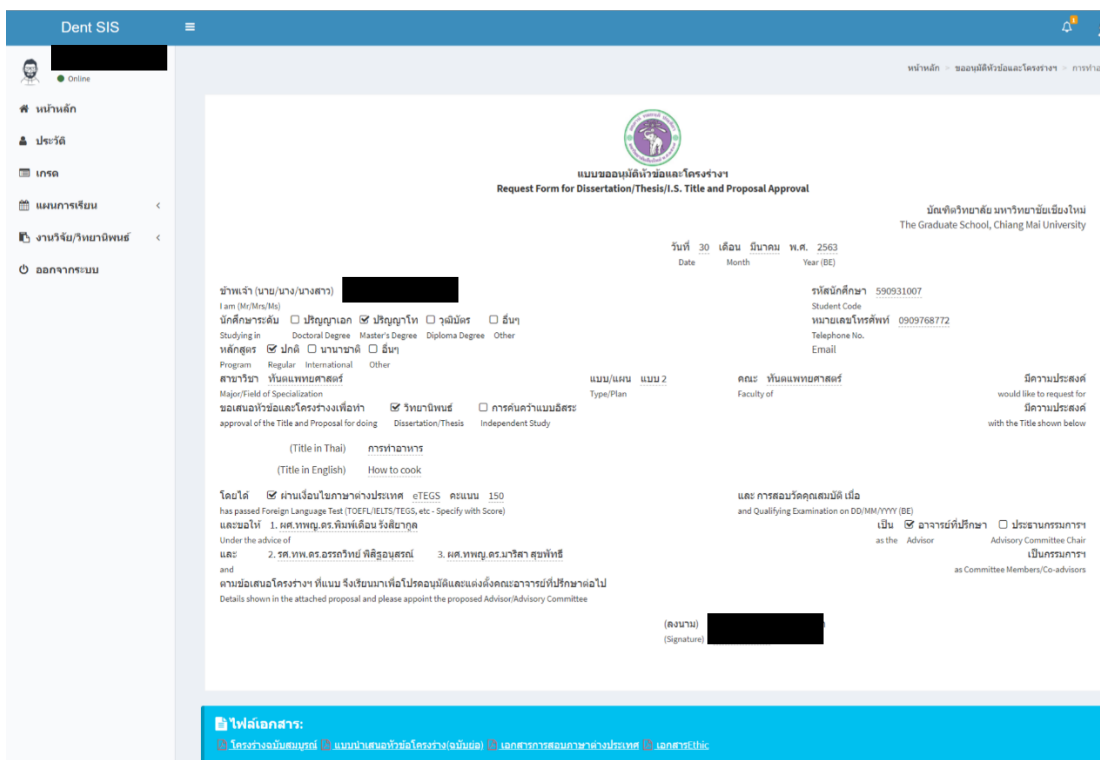 Dent SIS
Online
หน้าหลัก
ประวัติ
เกรด
แผนการเรียน
งานวิจัย/วิทยานิพนธ์
ออกจากระบบ
หน้าหลัก > ขออนุมัติหัวข้อและโครงร่างฯ >
แบบขออนุมัติหัวข้อและโครงร่างฯ
Request Form for Dissertation/Thesis/I.S. Title and Proposal Approval
บัณฑิตวิทยาลัย มหาวิทยาลัยเชียงใหม่
The Graduate School, Chiang Mai University
วันที่ 30 เดือน มีนาคม พ.ศ. 2563
Date Month Year (BE)
ข้าพเจ้า (นาย/นาง/นางสาว) รหัสนักศึกษา 590931007
I am (Mr/Mrs/Ms) Student Code
นักศึกษาระดับ ปริญญาเอก ปริญญาโท วุฒิบัตร อื่นๆ หมายเลขโทรศัพท์ 0909768772
Studying in Doctoral Degree Master's Degree Diploma Degree Other Telephone No.
หลักสูตร ปกติ นานาชาติ อื่นๆ Email
Program Regular International Other
สาขาวิชา ทันตแพทยศาสตร์ แบบ/แผน แบบ 2 คณะ ทันตแพทยศาสตร์ มีความประสงค์
Major/Field of Specialization Type/Plan Faculty of would like to request for
ขอเสนอหัวข้อและโครงร่างงเพื่อทำ วิทยานิพนธ์ การค้นคว้าแบบอิสระ มีความประสงค์
approval of the Title and Proposal for doing Dissertation/Thesis Independent Study with the Title shown below
(Title in Thai) การทำอาหาร
(Title in English) How to cook
โดยได้ ผ่านเงื่อนไขภาษาต่างประเทศ eTEGS คะแนน 150 และ การสอบวัดคุณสมบัติ เมื่อ
has passed Foreign Language Test (TOEFL/IELTS/TEGS, etc - Specify with Score) and Qualifying Examination on DD/MM/YYYY (BE)
และขอให้ 1. ผศ.ทพญ.ดร.พิมพ์เดือน รังสิยากูล เป็น อาจารย์ที่ปรึกษา ประธานกรรมการฯ
Under the advice of as the Advisor Advisory Committee Chair
และ 2. รศ.ทพ.ดร.อรรถวิทย์ พิสิฐอนุสรณ์ 3. ผศ.ทพญ.ดร.มาริสา สุขพัทธี เป็นกรรมการฯ
and as Committee Members/Co-advisors
ตามข้อเสนอโครงร่างฯ ที่แนบ จึงเรียนมาเพื่อโปรดอนุมัติและแต่งตั้งคณะอาจารย์ที่ปรึกษาต่อไป
Details shown in the attached proposal and please appoint the proposed Advisor/Advisory Committee
(ลงนาม)
(Signature)
ไฟล์เอกสาร:
โครงร่างฉบับสมบูรณ์ แบบนำเสนอหัวข้อโครงร่าง(ฉบับย่อ) เอกสารการสอบภาษาต่างประเทศ เอกสารEthic